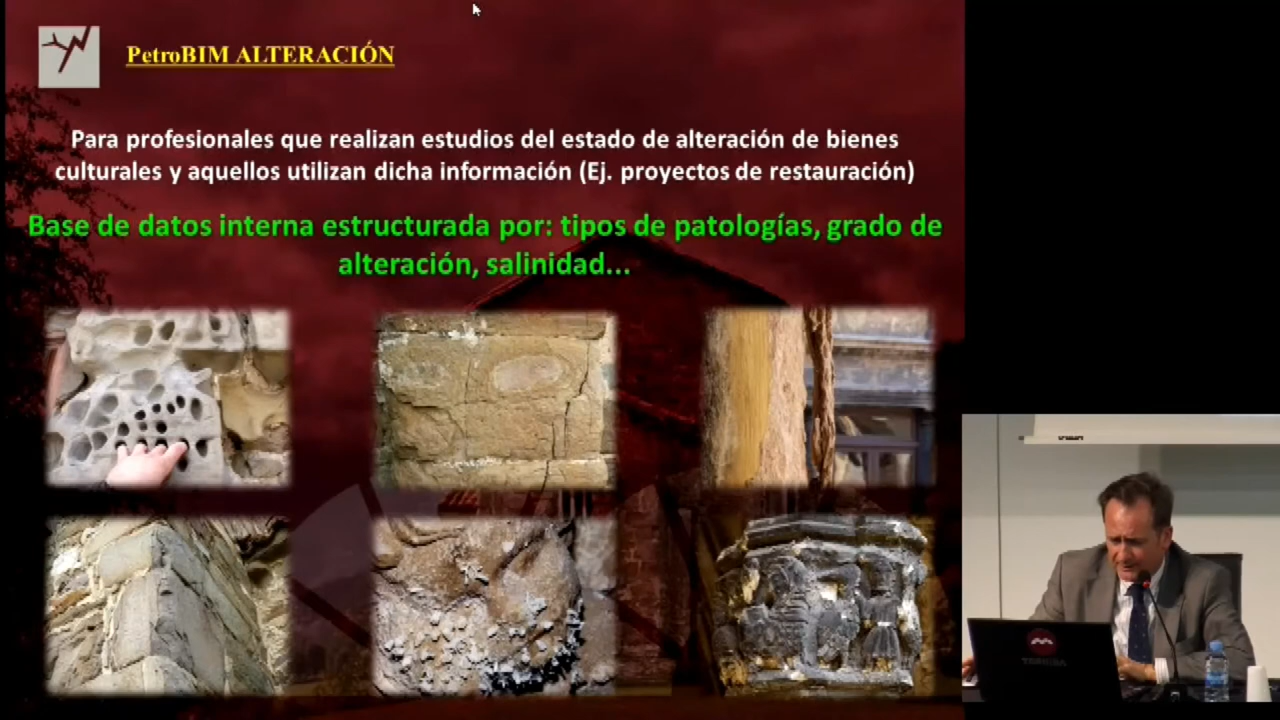 PetroBIM ALTERACIÓN
Para profesionales que realizan estudios del estado de alteración de bienes
culturales y aquellos utilizan dicha información (Ej. proyectos de restauración)
Base de datos interna estructurada por: tipos de patologías, grado de
alteración, salinidad...